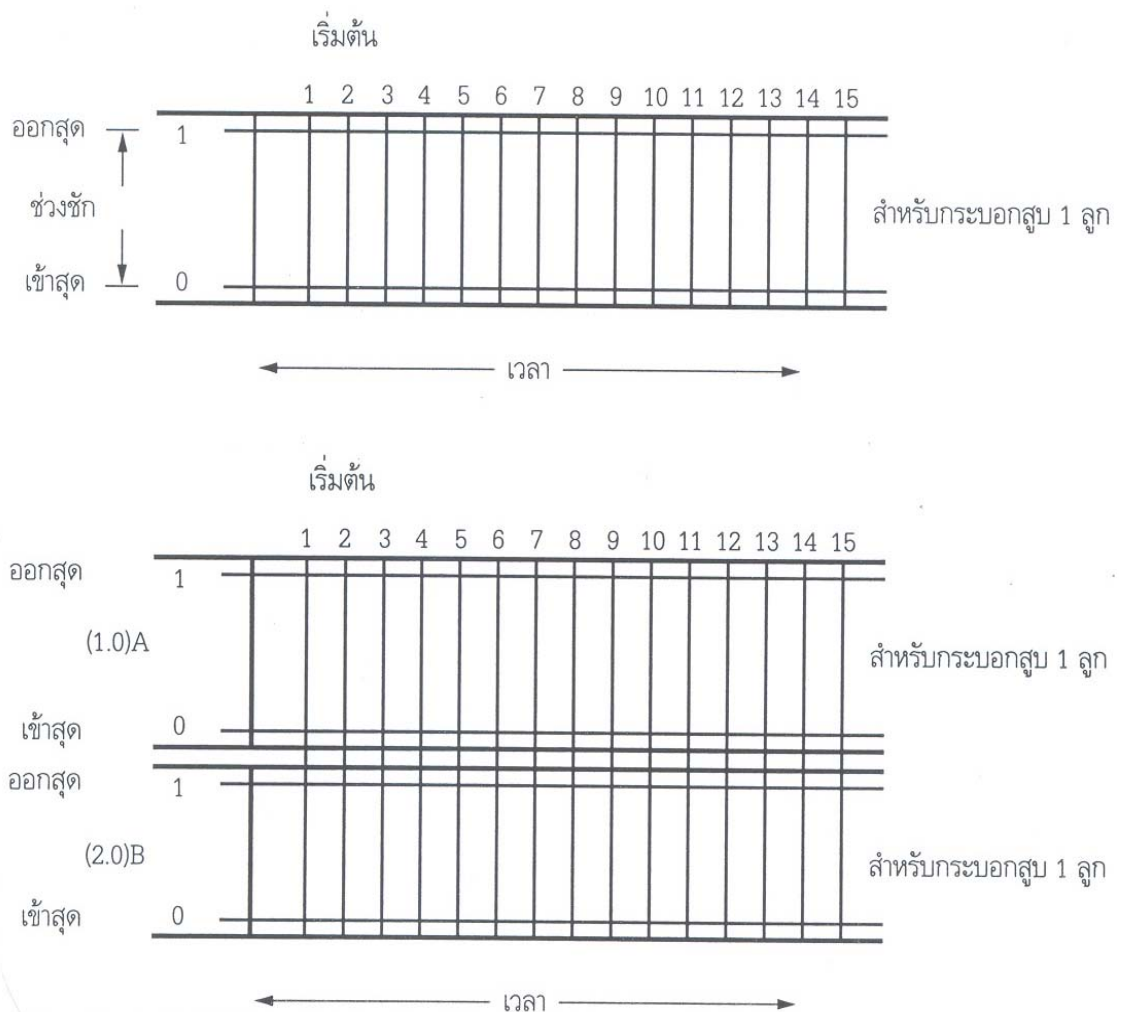 เริ่มต้น
1 2 3 4 5 6 7 8 9 10 11 12 13 14 15
ออกสุด 1
ช่วงชัก สำหรับกระบอกสูบ 1 ลูก
เข้าสุด 0
เวลา
เริ่มต้น
1 2 3 4 5 6 7 8 9 10 11 12 13 14 15
ออกสุด 1
(1.0)A สำหรับกระบอกสูบ 1 ลูก
เข้าสุด 0
ออกสุด 1
(2.0)B สำหรับกระบอกสูบ 1 ลูก
เข้าสุด 0
เวลา